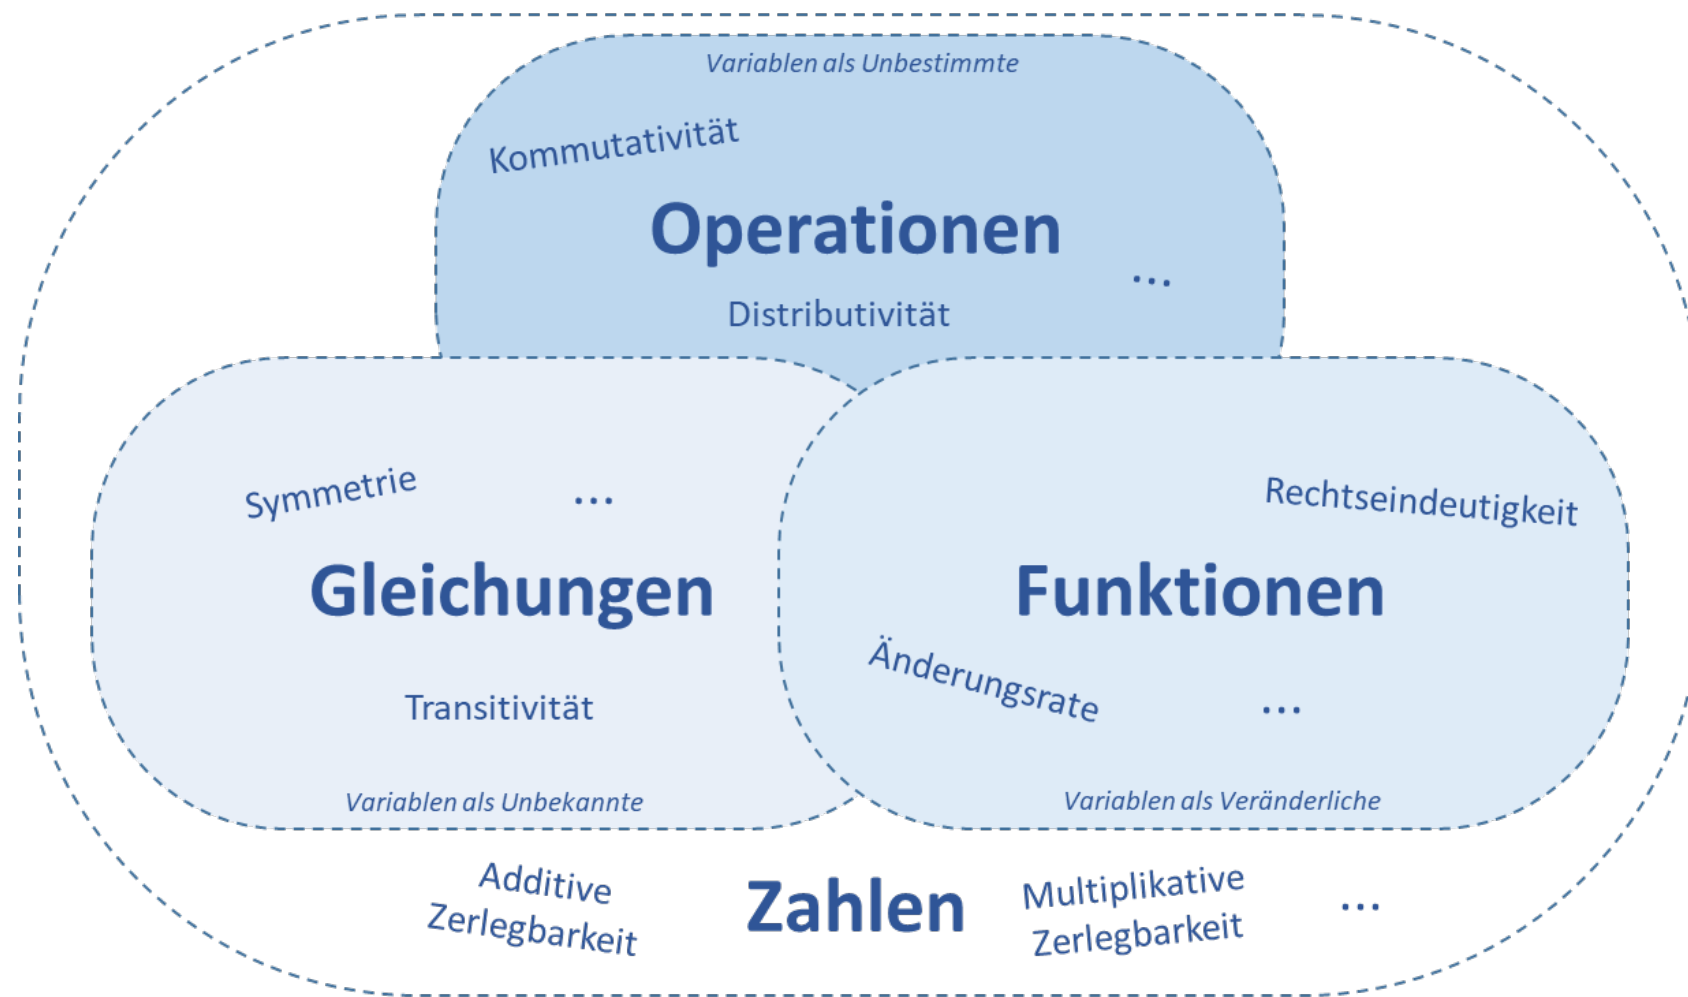 Variablen als Unbestimmte
Kommutativität
Operationen
...
Distributivität
Symmetrie
...
Gleichungen
Transitivität
Variablen als Unbekannte
Rechtseindeutigkeit
Funktionen
Änderungsrate
...
Variablen als Veränderliche
Additive
Zerlegbarkeit
Zahlen
Multiplikative
Zerlegbarkeit
...